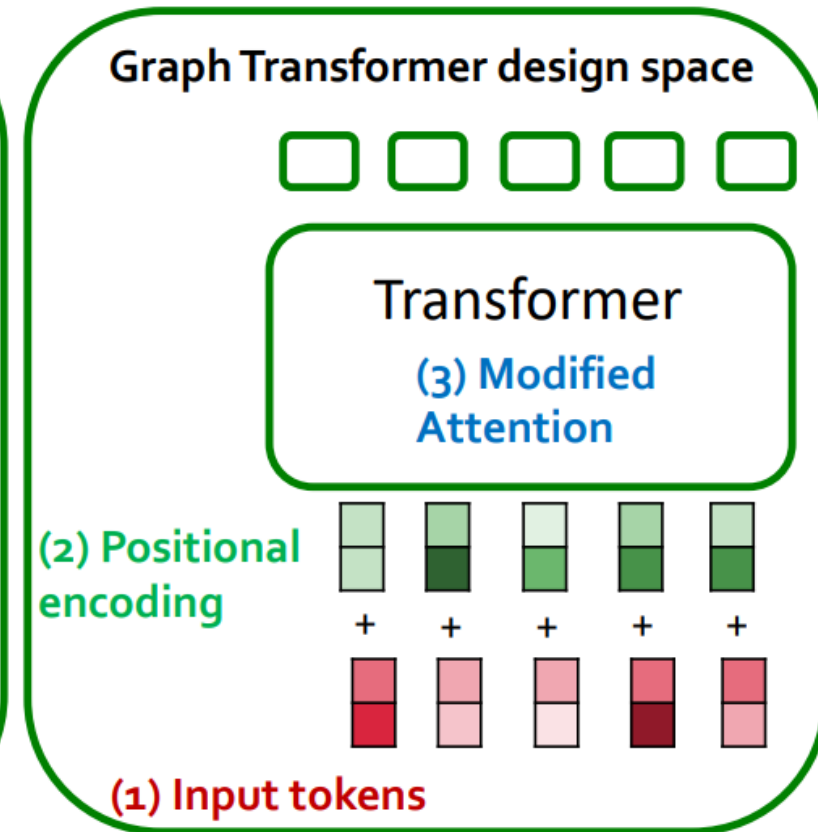 Graph Transformer design space
Transformer
(3) Modified
Attention
(2) Positional
encoding
+ + + + +
(1) Input tokens